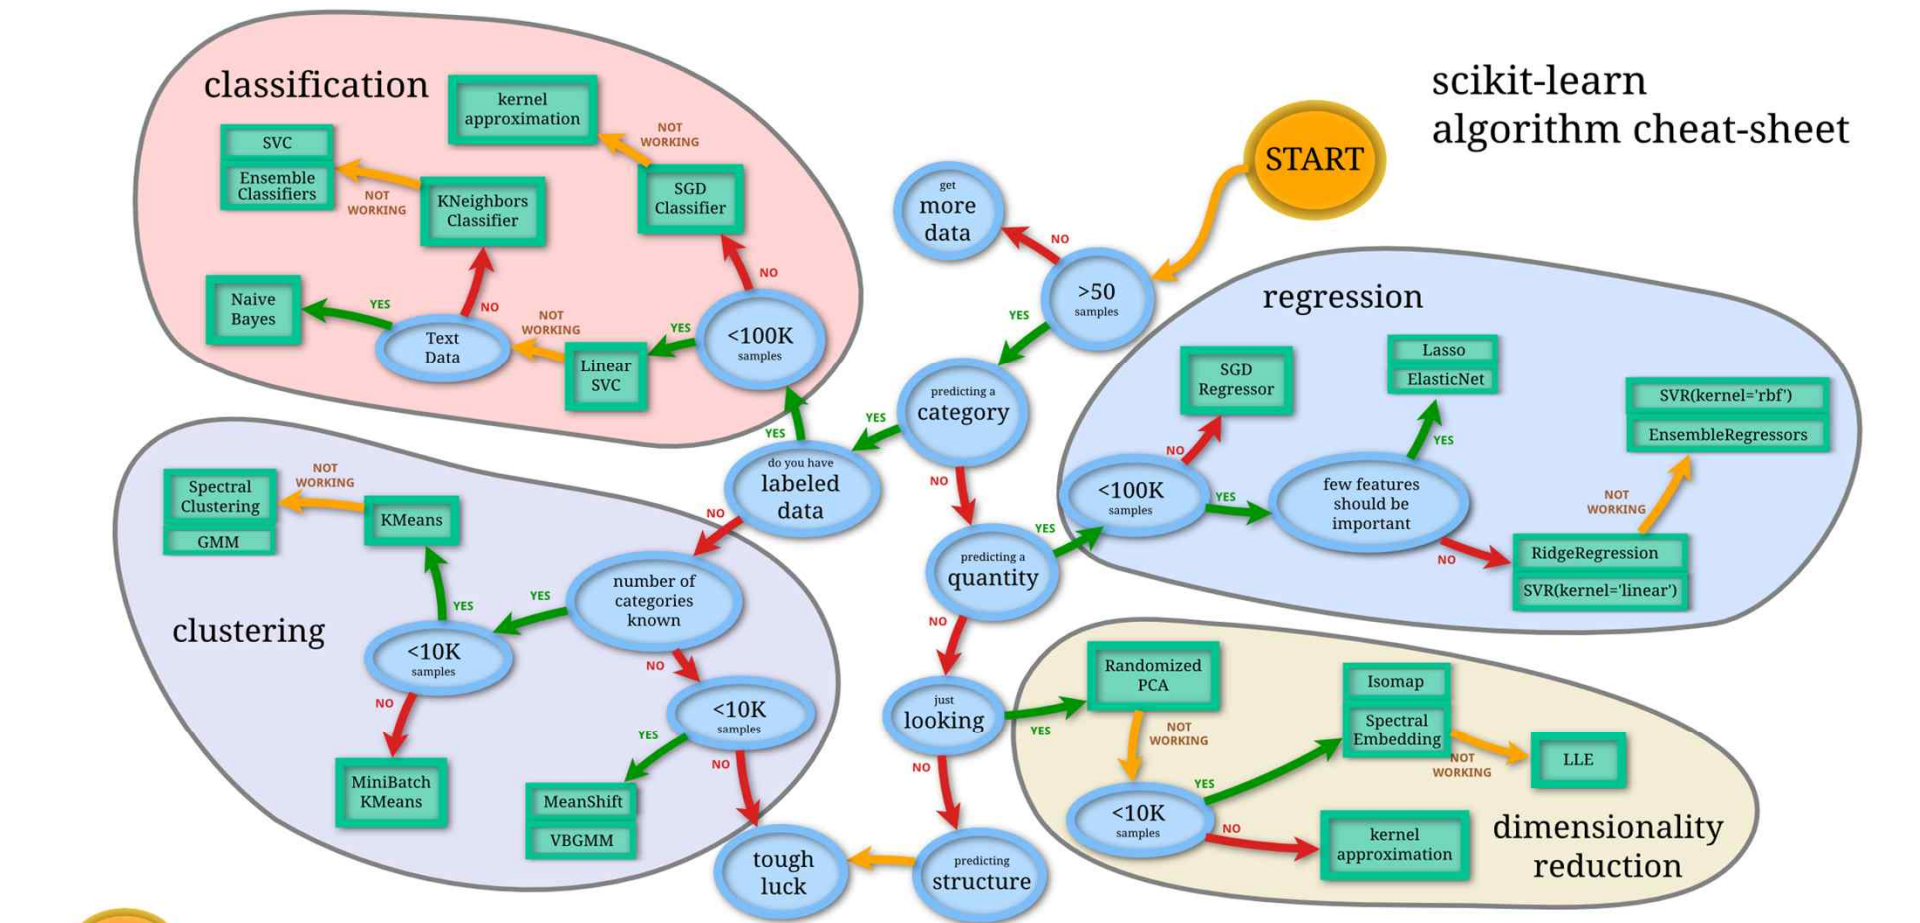 scikit-learn
algorithm cheat-sheet
START
classification
kernel
approximation
NOT
WORKING
SVC
Ensemble
Classifiers
NOT
WORKING
KNeighbors
Classifier
SGD
Classifier
NO
Naive
Bayes
YES
Text
Data
NO
NOT
WORKING
Linear
SVC
YES
<100K
samples
YES
get
more
data
NO
>50
samples
YES
predicting a
category
YES
do you have
labeled
data
NO
NO
predicting a
quantity
YES
NO
just
looking
YES
NO
predicting
structure
tough
luck
regression
SGD
Regressor
NO
<100K
samples
YES
few features
should be
important
YES
Lasso
ElasticNet
NO
RidgeRegression
SVR(kernel='linear')
NOT
WORKING
SVR(kernel='rbf')
EnsembleRegressors
clustering
Spectral
Clustering
GMM
NOT
WORKING
KMeans
YES
<10K
samples
NO
MiniBatch
KMeans
YES
number of
categories
known
NO
<10K
samples
YES
MeanShift
VBGMM
NO
dimensionality
reduction
Randomized
PCA
NOT
WORKING
<10K
samples
YES
Isomap
Spectral
Embedding
NOT
WORKING
LLE
NO
kernel
approximation